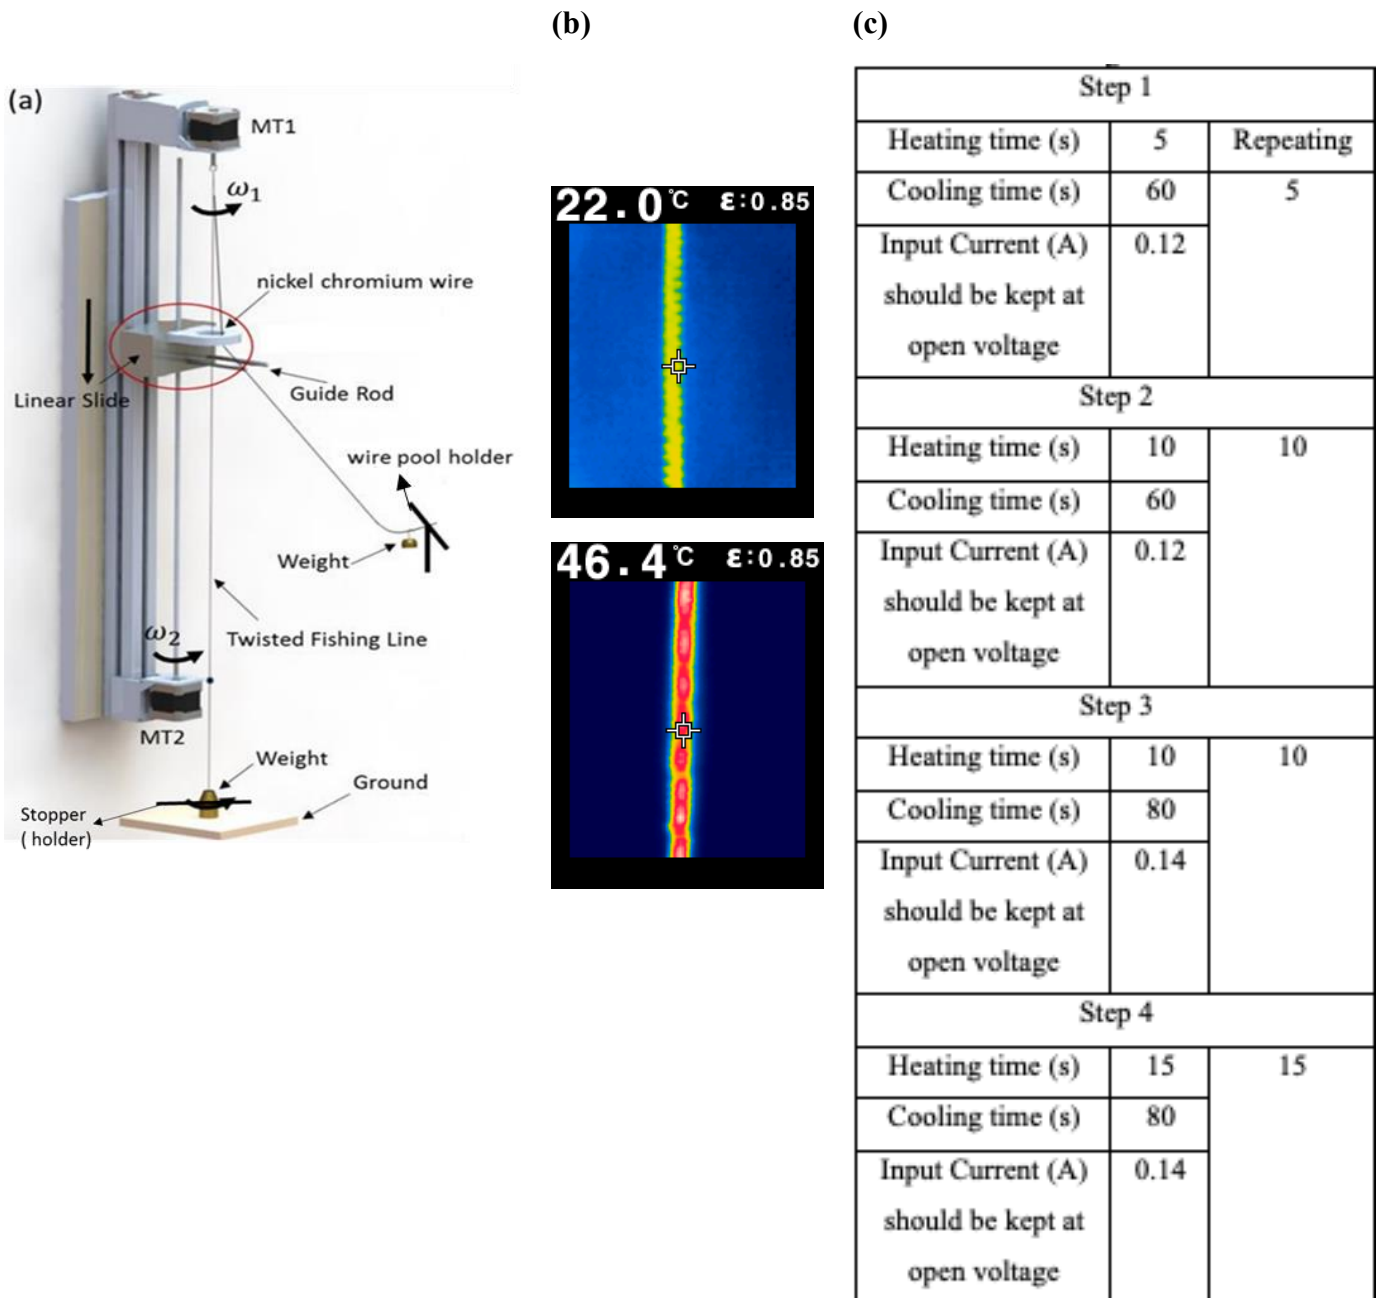 (b)
(c)
(a)
MT1
ω1
nickel chromium wire
Guide Rod
Linear Slide
wire pool holder
Weight
ω2
Twisted Fishing Line
MT2
Weight
Ground
Stopper
( holder)
22.0 °C ε:0.85
46.4 °C ε:0.85
Step 1
Heating time (s) 5 Repeating
Cooling time (s) 60 5
Input Current (A) 0.12
should be kept at
open voltage
Step 2
Heating time (s) 10 10
Cooling time (s) 60
Input Current (A) 0.12
should be kept at
open voltage
Step 3
Heating time (s) 10 10
Cooling time (s) 80
Input Current (A) 0.14
should be kept at
open voltage
Step 4
Heating time (s) 15 15
Cooling time (s) 80
Input Current (A) 0.14
should be kept at
open voltage